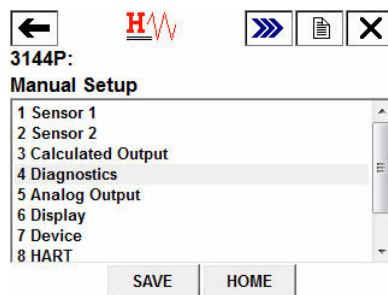 H
3144P:
Manual Setup
1 Sensor 1
2 Sensor 2
3 Calculated Output
4 Diagnostics
5 Analog Output
6 Display
7 Device
8 HART
SAVE HOME